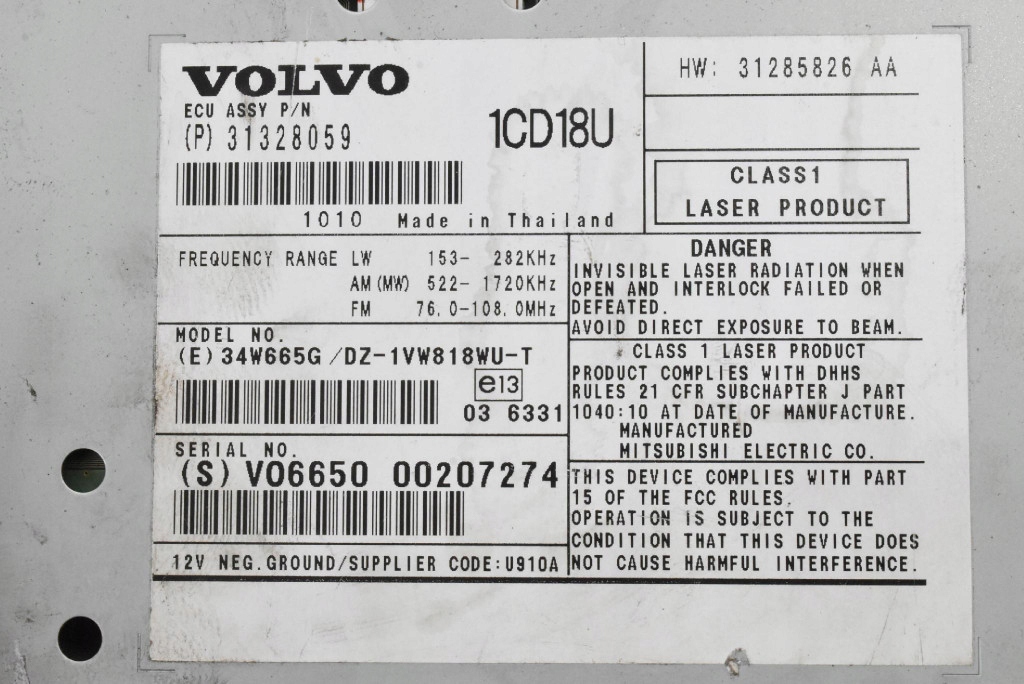 VOLVO
ECU ASSY P/N
(P) 31328059
1CD18U
1010 Made in Thailand
HW: 31285826 AA
CLASS1
LASER PRODUCT
FREQUENCY RANGE LW 153- 282KHz
AM(MW) 522- 1720KHz
FM 76.0-108.0MHz
MODEL NO.
(E) 34W665G/DZ-1VW818WU-T
e13
03 6331
SERIAL NO.
(S) VO6650 00207274
12V NEG.GROUND/SUPPLIER CODE:U910A
DANGER
INVISIBLE LASER RADIATION WHEN
OPEN AND INTERLOCK FAILED OR
DEFEATED.
AVOID DIRECT EXPOSURE TO BEAM.
CLASS 1 LASER PRODUCT
PRODUCT COMPLIES WITH DHHS
RULES 21 CFR SUBCHAPTER J PART
1040:10 AT DATE OF MANUFACTURE.
MANUFACTURED
MITSUBISHI ELECTRIC CO.
THIS DEVICE COMPLIES WITH PART
15 OF THE FCC RULES.
OPERATION IS SUBJECT TO THE
CONDITION THAT THIS DEVICE DOES
NOT CAUSE HARMFUL INTERFERENCE.